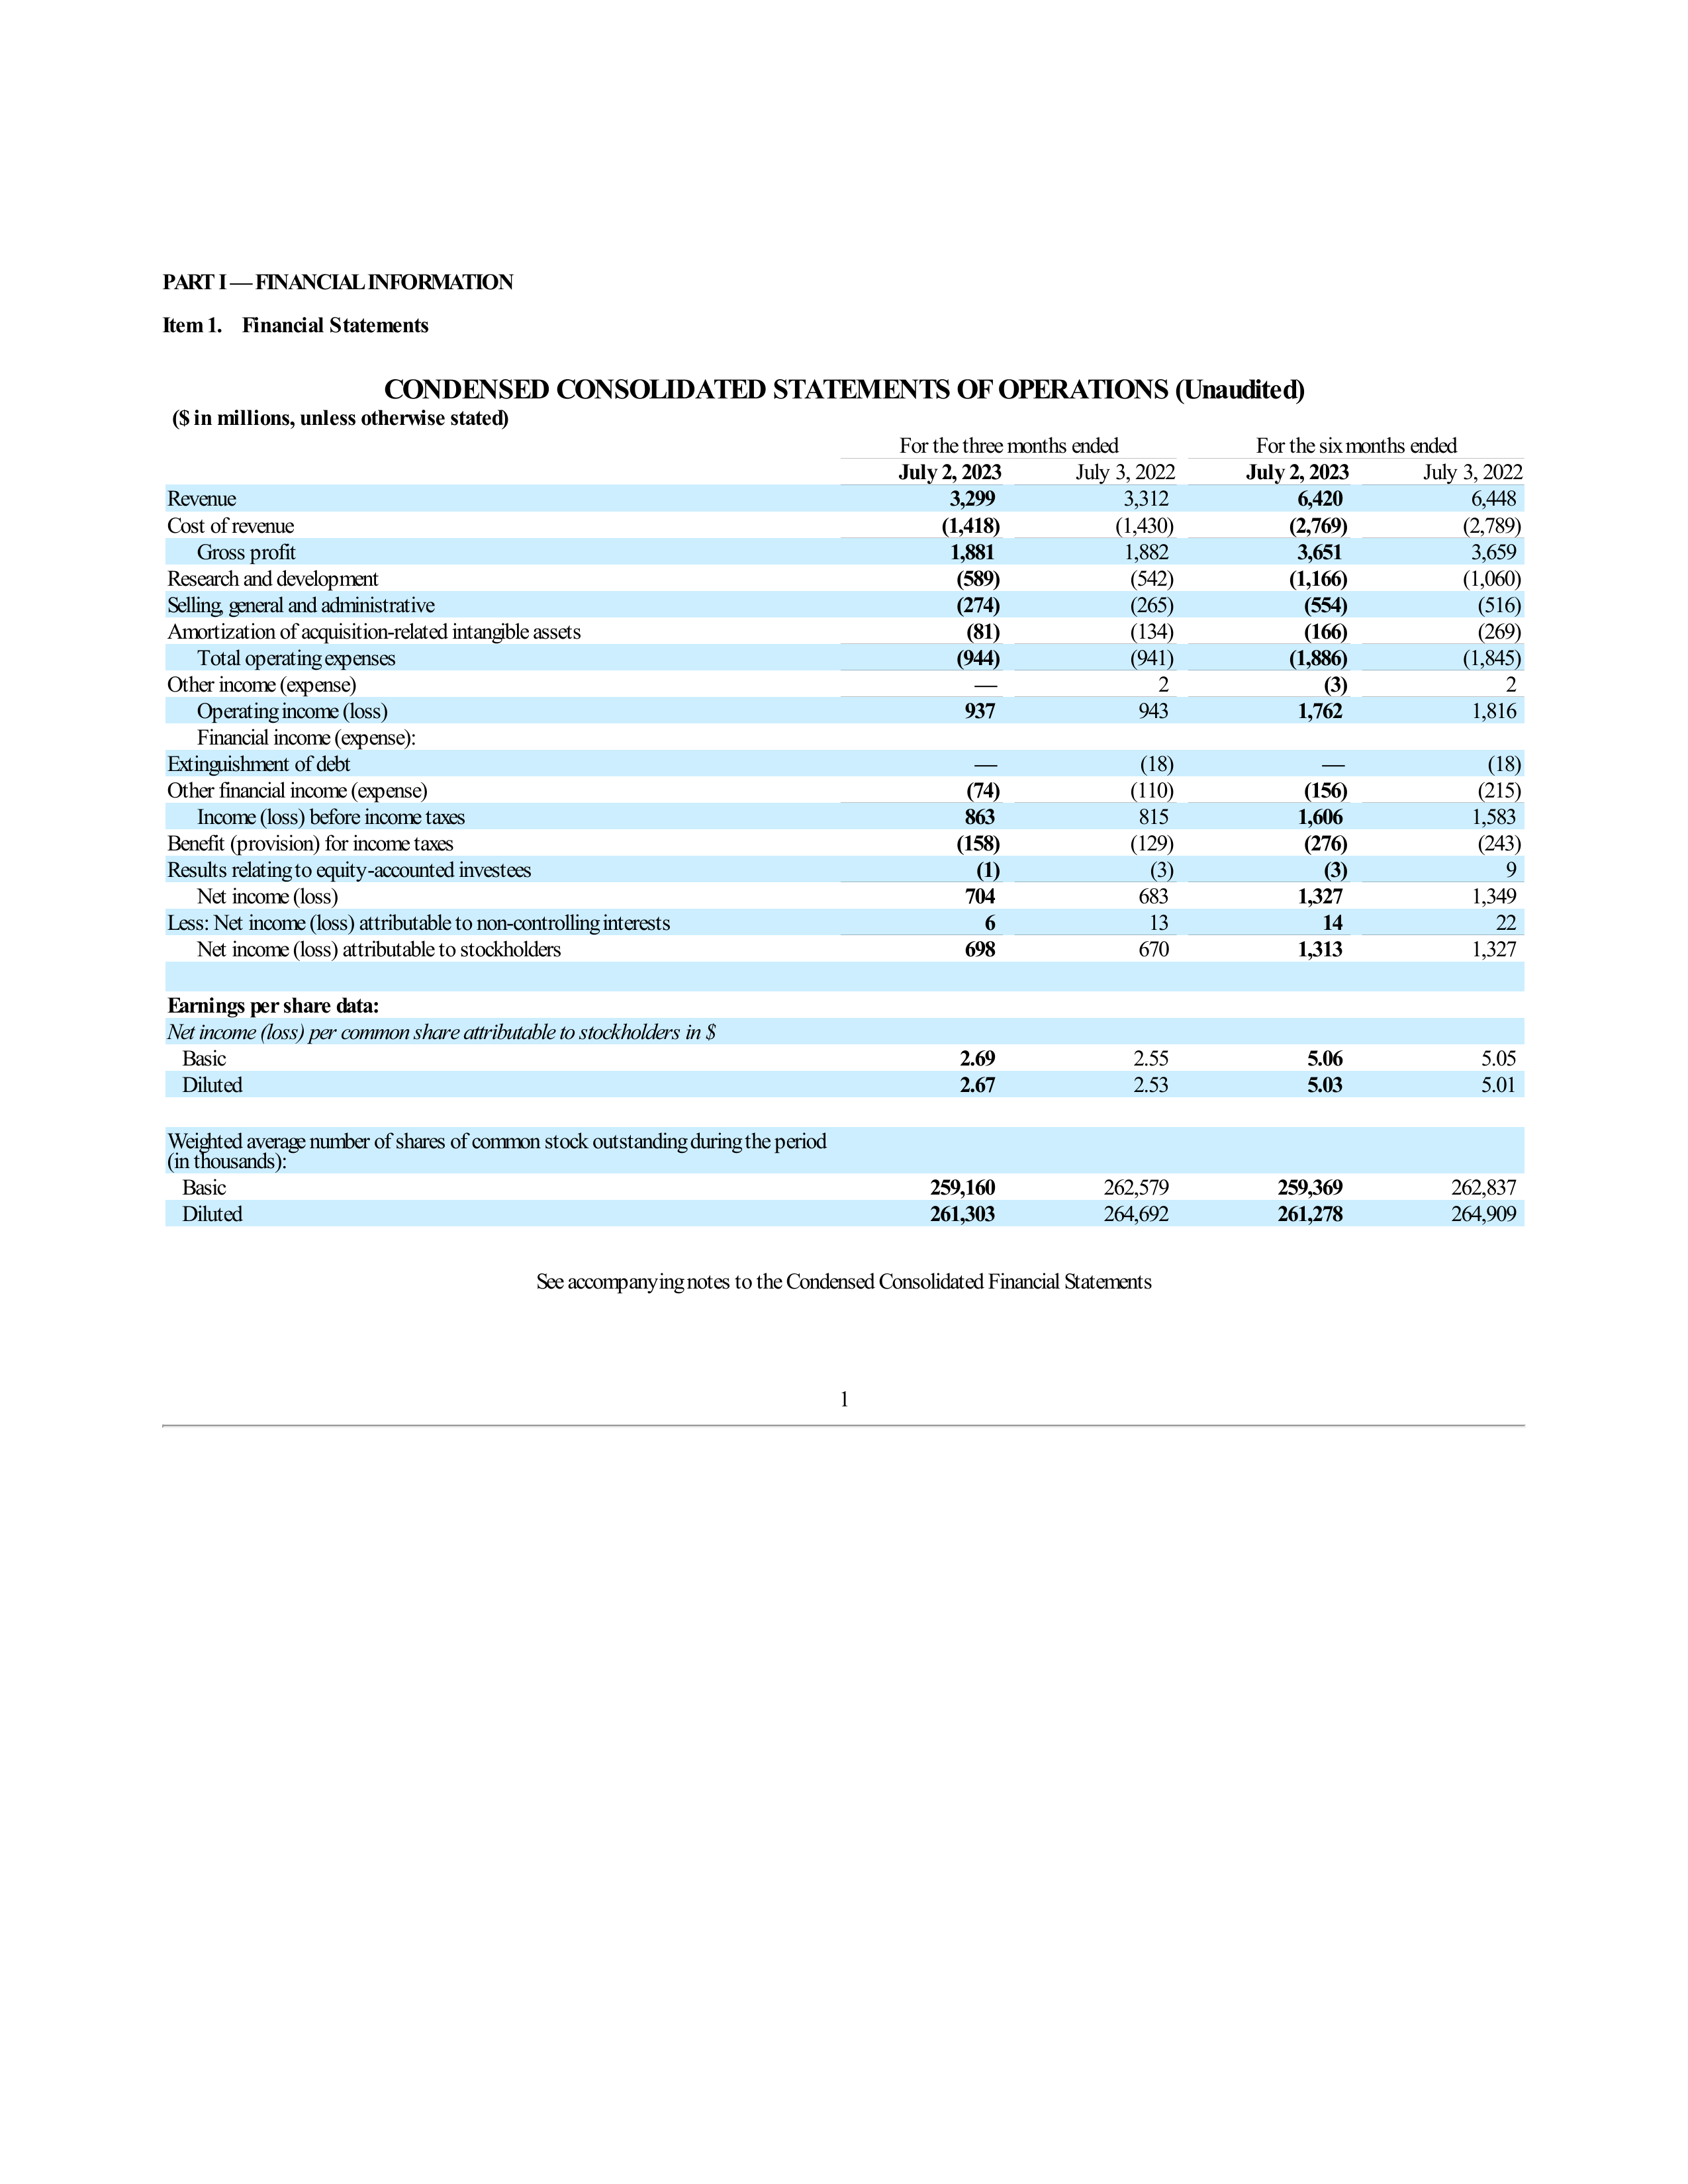 PART I — FINANCIAL INFORMATION
Item 1. Financial Statements
CONDENSED CONSOLIDATED STATEMENTS OF OPERATIONS (Unaudited)
($ in millions, unless otherwise stated)
For the three months ended For the six months ended
July 2, 2023 July 3, 2022 July 2, 2023 July 3, 2022
Revenue 3,299 3,312 6,420 6,448
Cost of revenue (1,418) (1,430) (2,769) (2,789)
Gross profit 1,881 1,882 3,651 3,659
Research and development (589) (542) (1,166) (1,060)
Selling, general and administrative (274) (265) (554) (516)
Amortization of acquisition-related intangible assets (81) (134) (166) (269)
Total operating expenses (944) (941) (1,886) (1,845)
Other income (expense) — 2 (3) 2
Operating income (loss) 937 943 1,762 1,816
Financial income (expense):
Extinguishment of debt — (18) — (18)
Other financial income (expense) (74) (110) (156) (215)
Income (loss) before income taxes 863 815 1,606 1,583
Benefit (provision) for income taxes (158) (129) (276) (243)
Results relating to equity-accounted investees (1) (3) (3) 9
Net income (loss) 704 683 1,327 1,349
Less: Net income (loss) attributable to non-controlling interests 6 13 14 22
Net income (loss) attributable to stockholders 698 670 1,313 1,327
Earnings per share data:
Net income (loss) per common share attributable to stockholders in $
Basic 2.69 2.55 5.06 5.05
Diluted 2.67 2.53 5.03 5.01
Weighted average number of shares of common stock outstanding during the period
(in thousands):
Basic 259,160 262,579 259,369 262,837
Diluted 261,303 264,692 261,278 264,909
See accompanying notes to the Condensed Consolidated Financial Statements
1